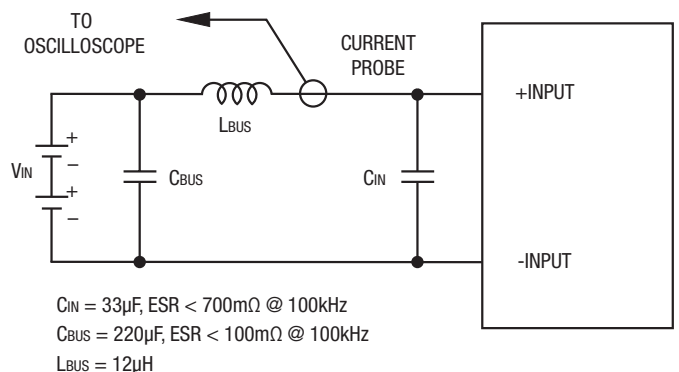 TO
OSCILLOSCOPE
CURRENT
PROBE
+INPUT
LBUS
+
VIN
–
+
–
CBUS
CIN
-INPUT
CIN = 33µF, ESR < 700mΩ @ 100kHz
CBUS = 220µF, ESR < 100mΩ @ 100kHz
LBUS = 12µH